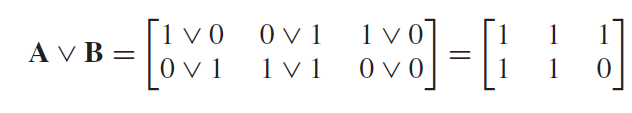 A ∨ B = [1 ∨ 0 0 ∨ 1 1 ∨ 0] = [1 1 1]
[0 ∨ 1 1 ∨ 1 0 ∨ 0] [1 1 0]